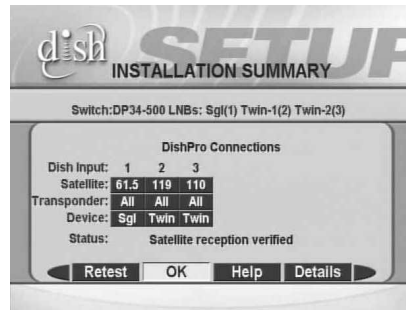 dish SETUP
INSTALLATION SUMMARY
Switch:DP34-500 LNBs: Sgl(1) Twin-1(2) Twin-2(3)
DishPro Connections
Dish Input: 1 2 3
Satellite: 61.5 119 110
Transponder: All All All
Device: Sgl Twin Twin
Status: Satellite reception verified
Retest OK Help Details